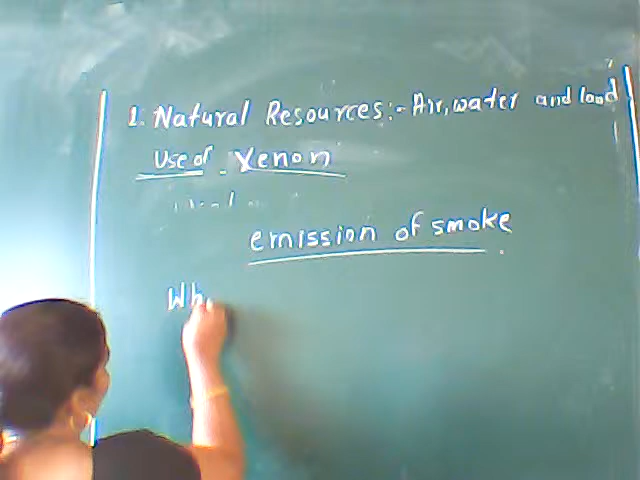 1. Natural Resources:- Air, water and land
Use of Xenon
emission of smoke
Wh